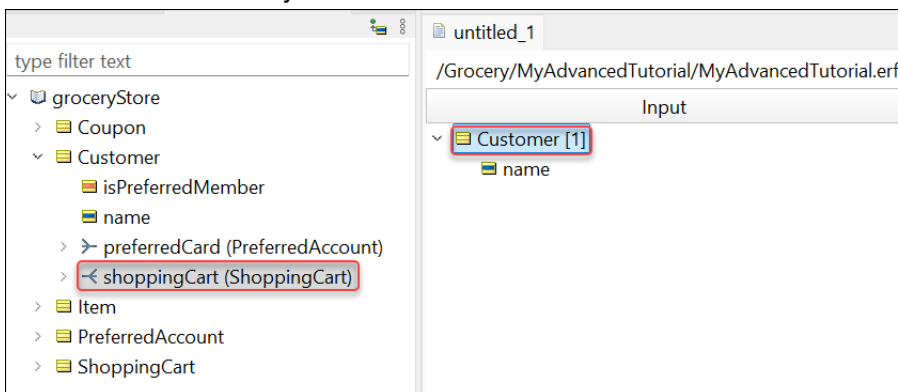 untitled_1
type filter text
/Grocery/MyAdvancedTutorial/MyAdvancedTutorial.erf
groceryStore
Input
Coupon
Customer [1]
Customer
name
isPreferredMember
name
preferredCard (PreferredAccount)
shoppingCart (ShoppingCart)
Item
PreferredAccount
ShoppingCart